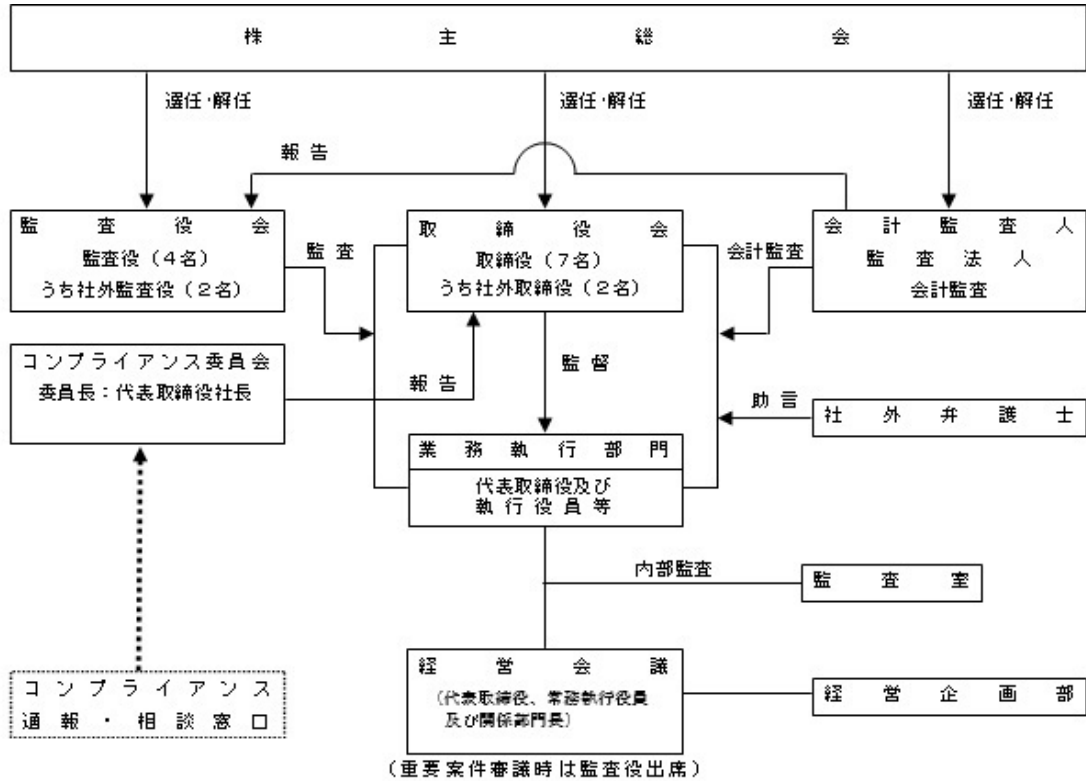 株主総会
選任・解任
選任・解任
選任・解任
報告
監査役会
監査役（4名）
うち社外監査役（2名）
監査
取締役会
取締役（7名）
うち社外取締役（2名）
会計監査
会計監査人
監査法人
会計監査
コンプライアンス委員会
委員長：代表取締役社長
報告
監督
助言
社外弁護士
業務執行部門
代表取締役及び
執行役員等
内部監査
監査室
コンプライアンス
通報・相談窓口
経営会議
（代表取締役、常務執行役員
及び関係部門長）
経営企画部
（重要案件審議時は監査役出席）